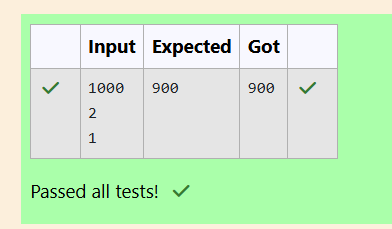 Input Expected Got
1000 900 900
2
1
Passed all tests!